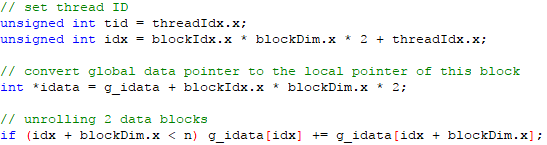 // set thread ID
unsigned int tid = threadIdx.x;
unsigned int idx = blockIdx.x * blockDim.x * 2 + threadIdx.x;
// convert global data pointer to the local pointer of this block
int *idata = g_idata + blockIdx.x * blockDim.x * 2;
// unrolling 2 data blocks
if (idx + blockDim.x < n) g_idata[idx] += g_idata[idx + blockDim.x];